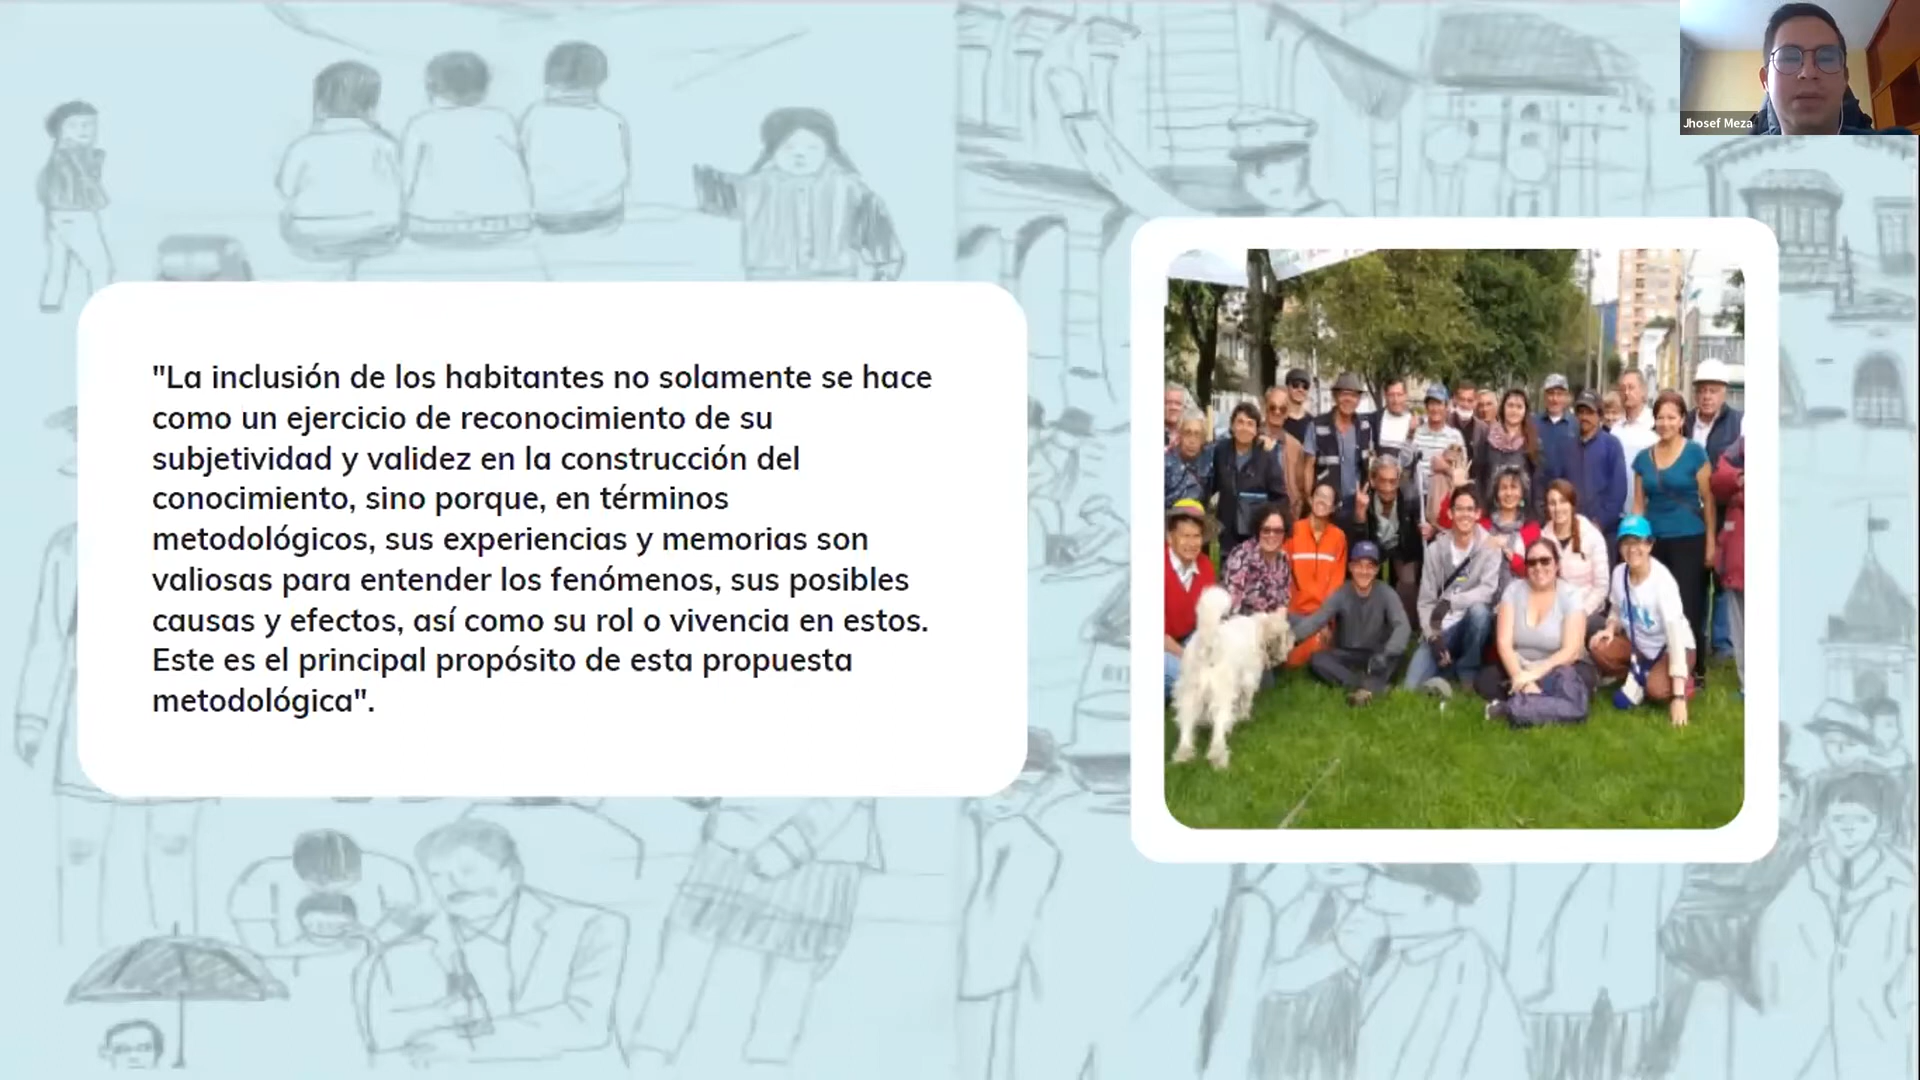 Jhosef Meza
"La inclusión de los habitantes no solamente se hace
como un ejercicio de reconocimiento de su
subjetividad y validez en la construcción del
conocimiento, sino porque, en términos
metodológicos, sus experiencias y memorias son
valiosas para entender los fenómenos, sus posibles
causas y efectos, así como su rol o vivencia en estos.
Este es el principal propósito de esta propuesta
metodológica".